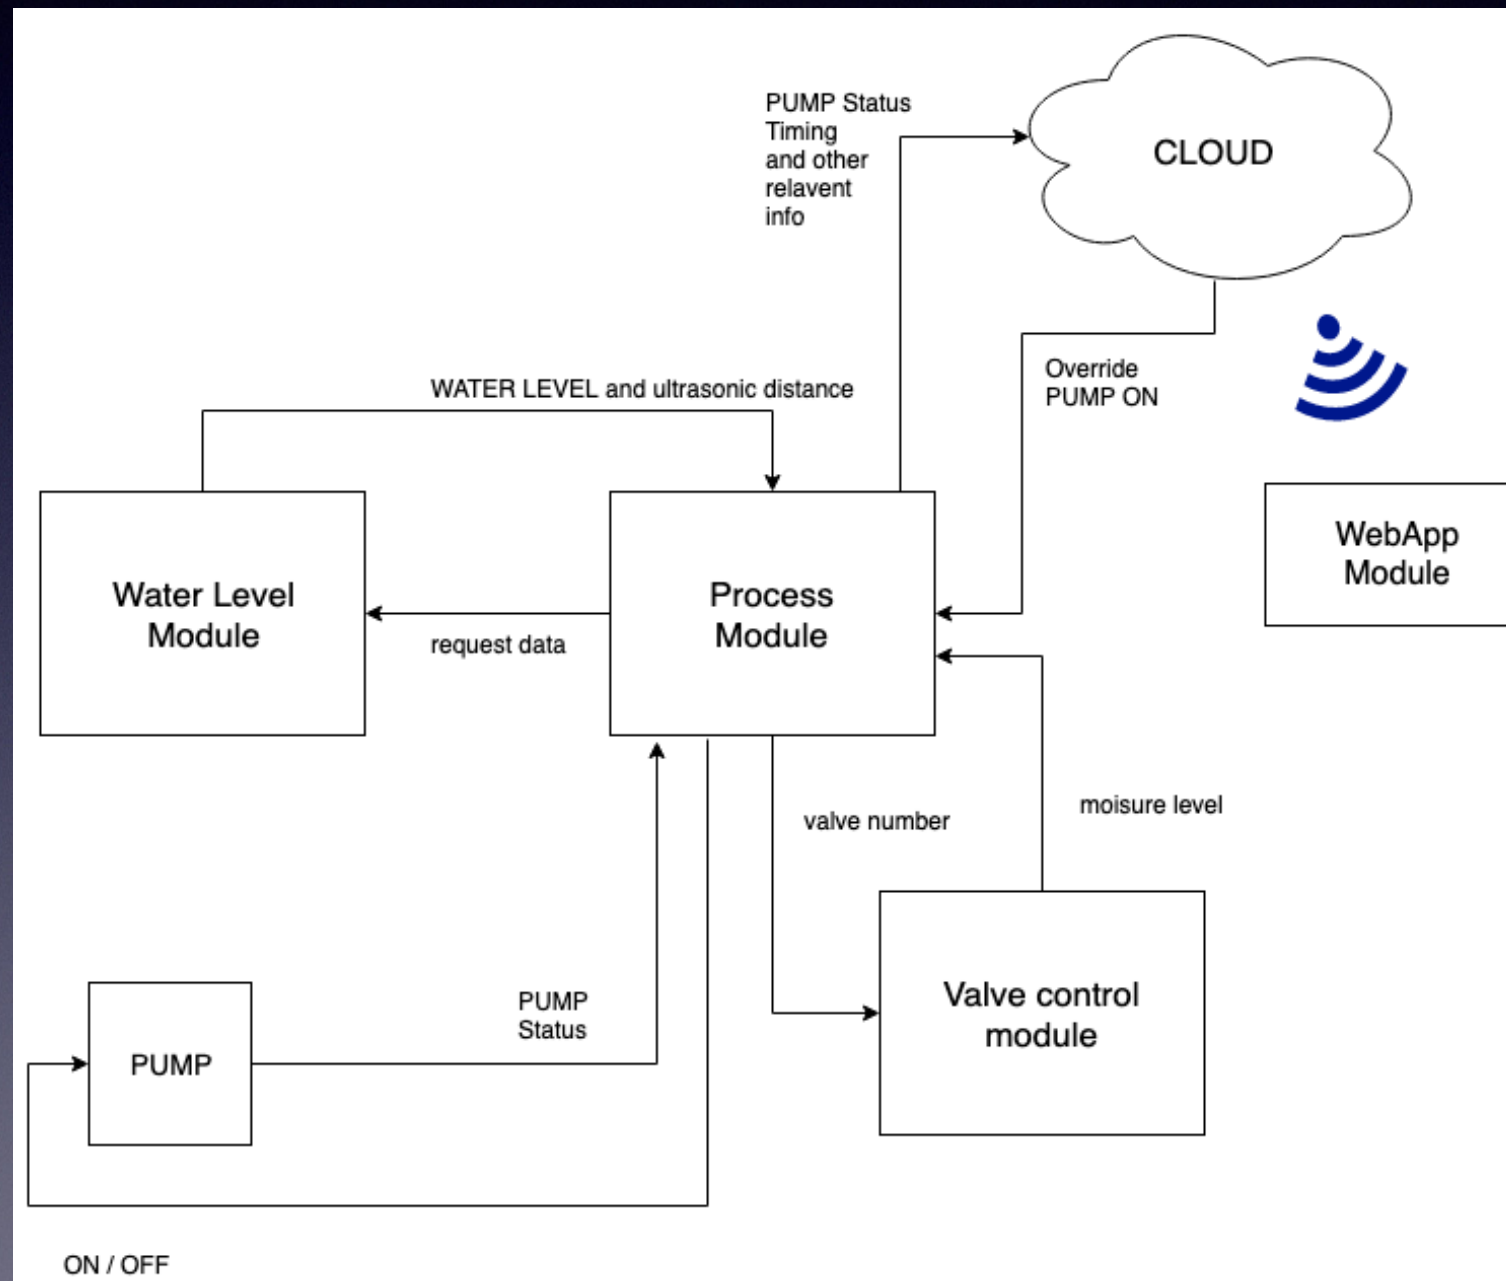 PUMP Status
Timing
and other
relavent
info
CLOUD
Override
PUMP ON
WATER LEVEL and ultrasonic distance
WebApp
Module
Water Level
Module
Process
Module
request data
valve number
moisure level
PUMP
Status
Valve control
module
PUMP
ON / OFF